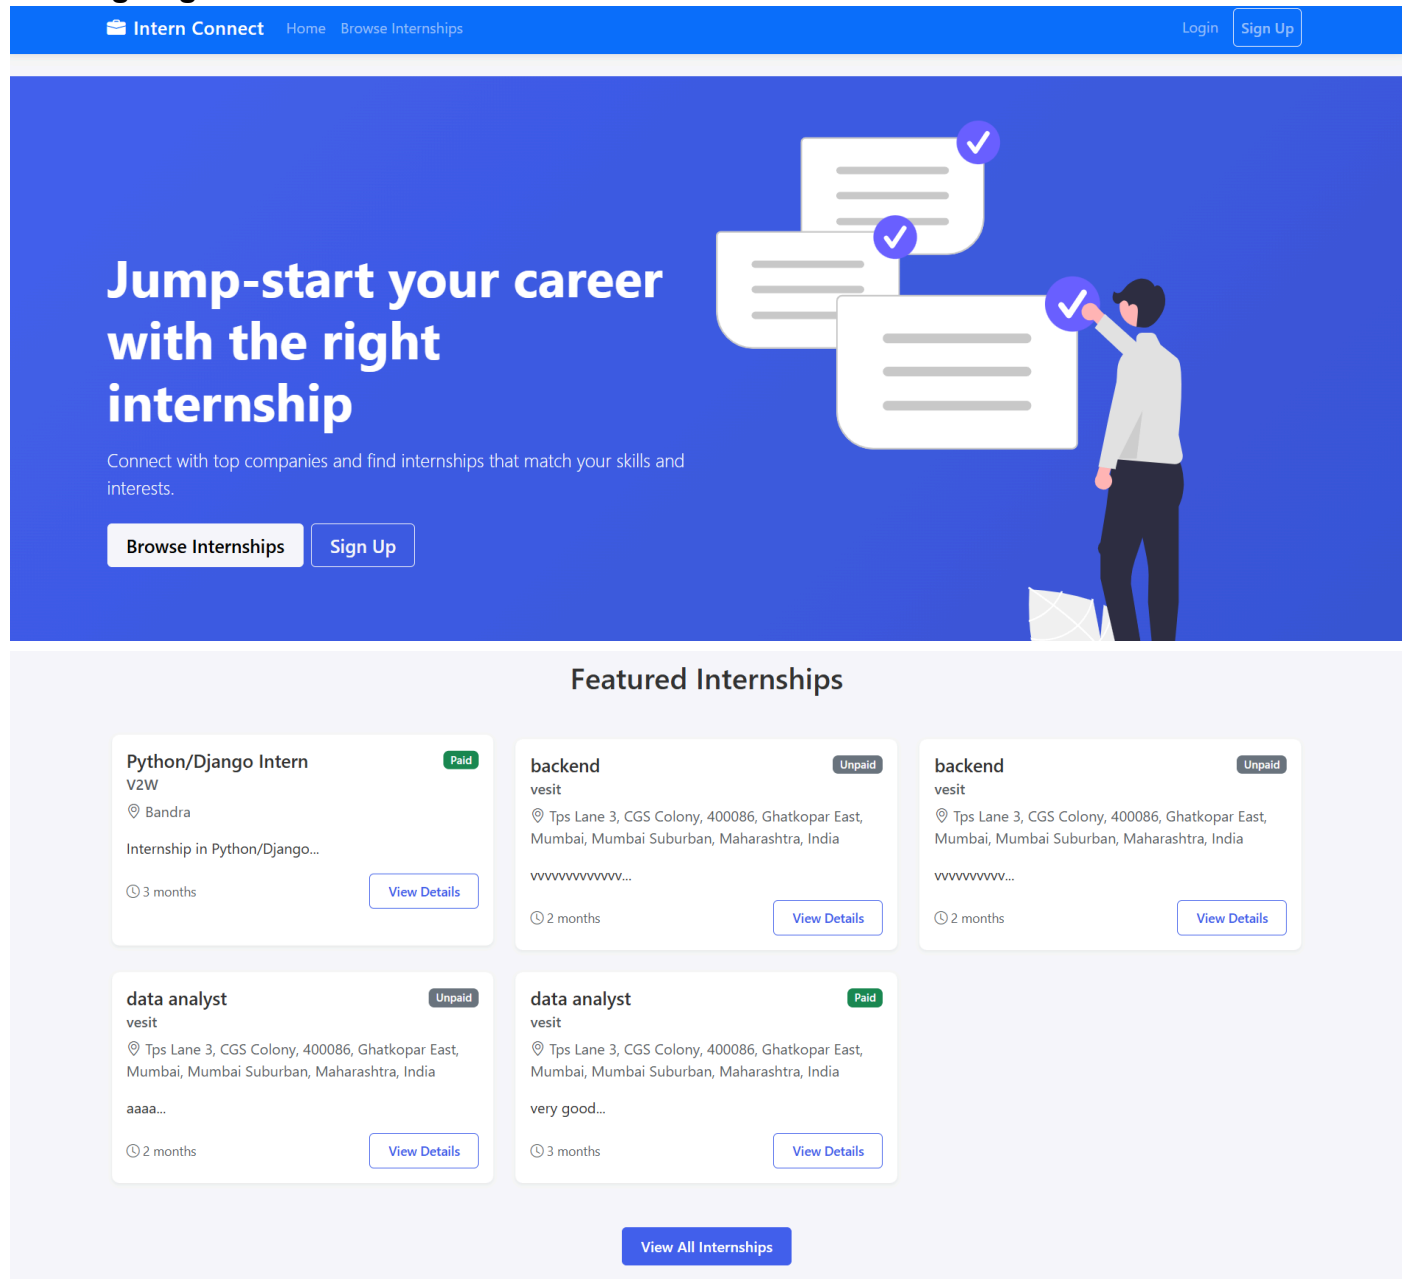 Intern Connect Home Browse Internships Login Sign Up
Jump-start your career
with the right
internship
Connect with top companies and find internships that match your skills and
interests.
Browse Internships Sign Up
Featured Internships
Python/Django Intern Paid
V2W
Bandra
Internship in Python/Django...
3 months View Details
backend Unpaid
vesit
Tps Lane 3, CGS Colony, 400086, Ghatkopar East,
Mumbai, Mumbai Suburban, Maharashtra, India
vvvvvvvvvvvvv...
2 months View Details
backend Unpaid
vesit
Tps Lane 3, CGS Colony, 400086, Ghatkopar East,
Mumbai, Mumbai Suburban, Maharashtra, India
vvvvvvvvvv...
2 months View Details
data analyst Unpaid
vesit
Tps Lane 3, CGS Colony, 400086, Ghatkopar East,
Mumbai, Mumbai Suburban, Maharashtra, India
aaaa...
2 months View Details
data analyst Paid
vesit
Tps Lane 3, CGS Colony, 400086, Ghatkopar East,
Mumbai, Mumbai Suburban, Maharashtra, India
very good...
3 months View Details
View All Internships